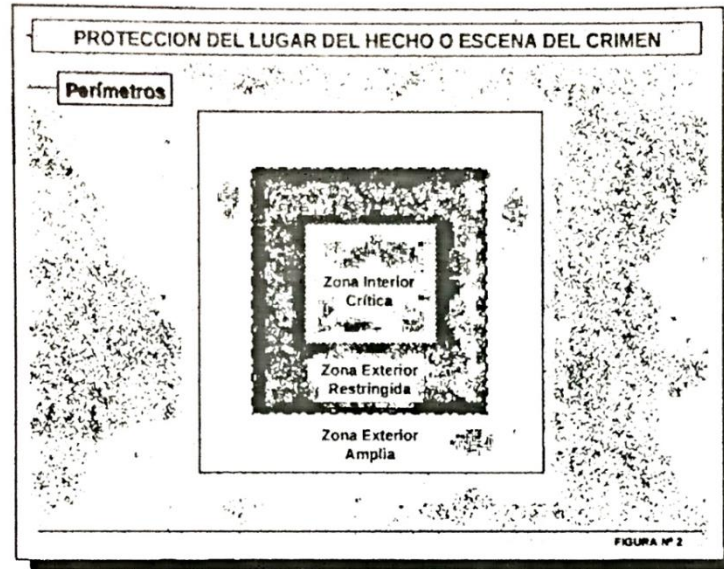 PROTECCION DEL LUGAR DEL HECHO O ESCENA DEL CRIMEN
Perímetros
Zona Interior
Crítica
Zona Exterior
Restringida
Zona Exterior
Amplia
FIGURA Nº 2